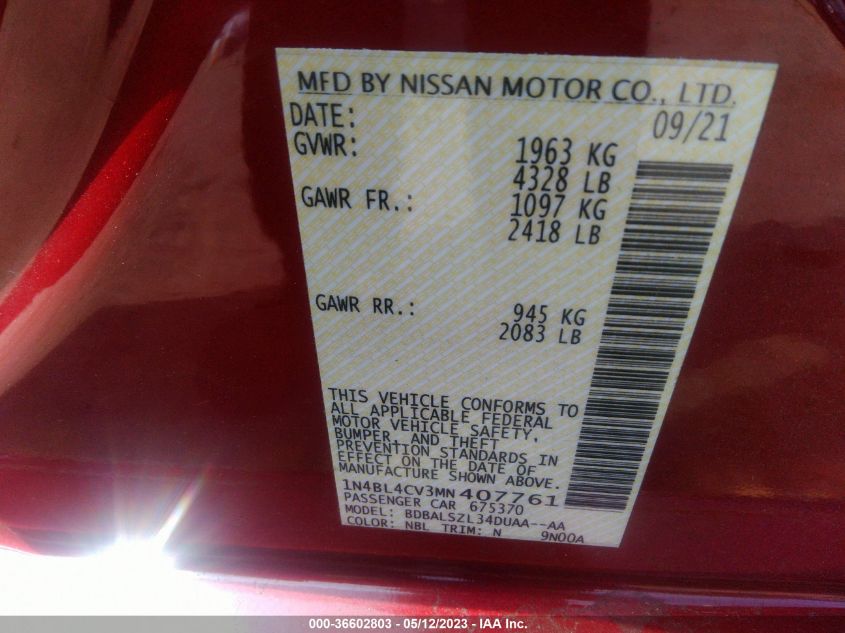 MFD BY NISSAN MOTOR CO., LTD.
DATE: 09/21
GVWR: 1963 KG
4328 LB
GAWR FR.: 1097 KG
2418 LB
GAWR RR.: 945 KG
2083 LB
THIS VEHICLE CONFORMS TO
ALL APPLICABLE FEDERAL
MOTOR VEHICLE SAFETY,
BUMPER, AND THEFT
PREVENTION STANDARDS IN
EFFECT ON THE DATE OF
MANUFACTURE SHOWN ABOVE.
1N4BL4CV3MN407761
PASSENGER CAR 675370
MODEL: BDBALSZL34DUAA--AA
COLOR: NBL TRIM: N 9N00A
000-36602803 - 05/12/2023 - IAA Inc.